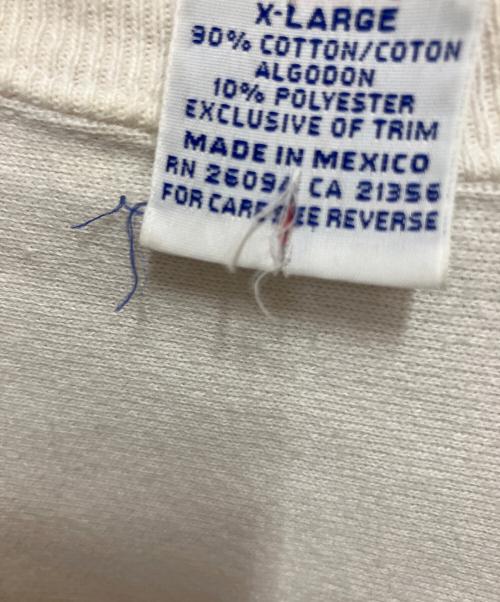 X-LARGE
90% COTTON/COTON
ALGODON
10% POLYESTER
EXCLUSIVE OF TRIM
MADE IN MEXICO
RN 26094 CA 21356
FOR CARE SEE REVERSE